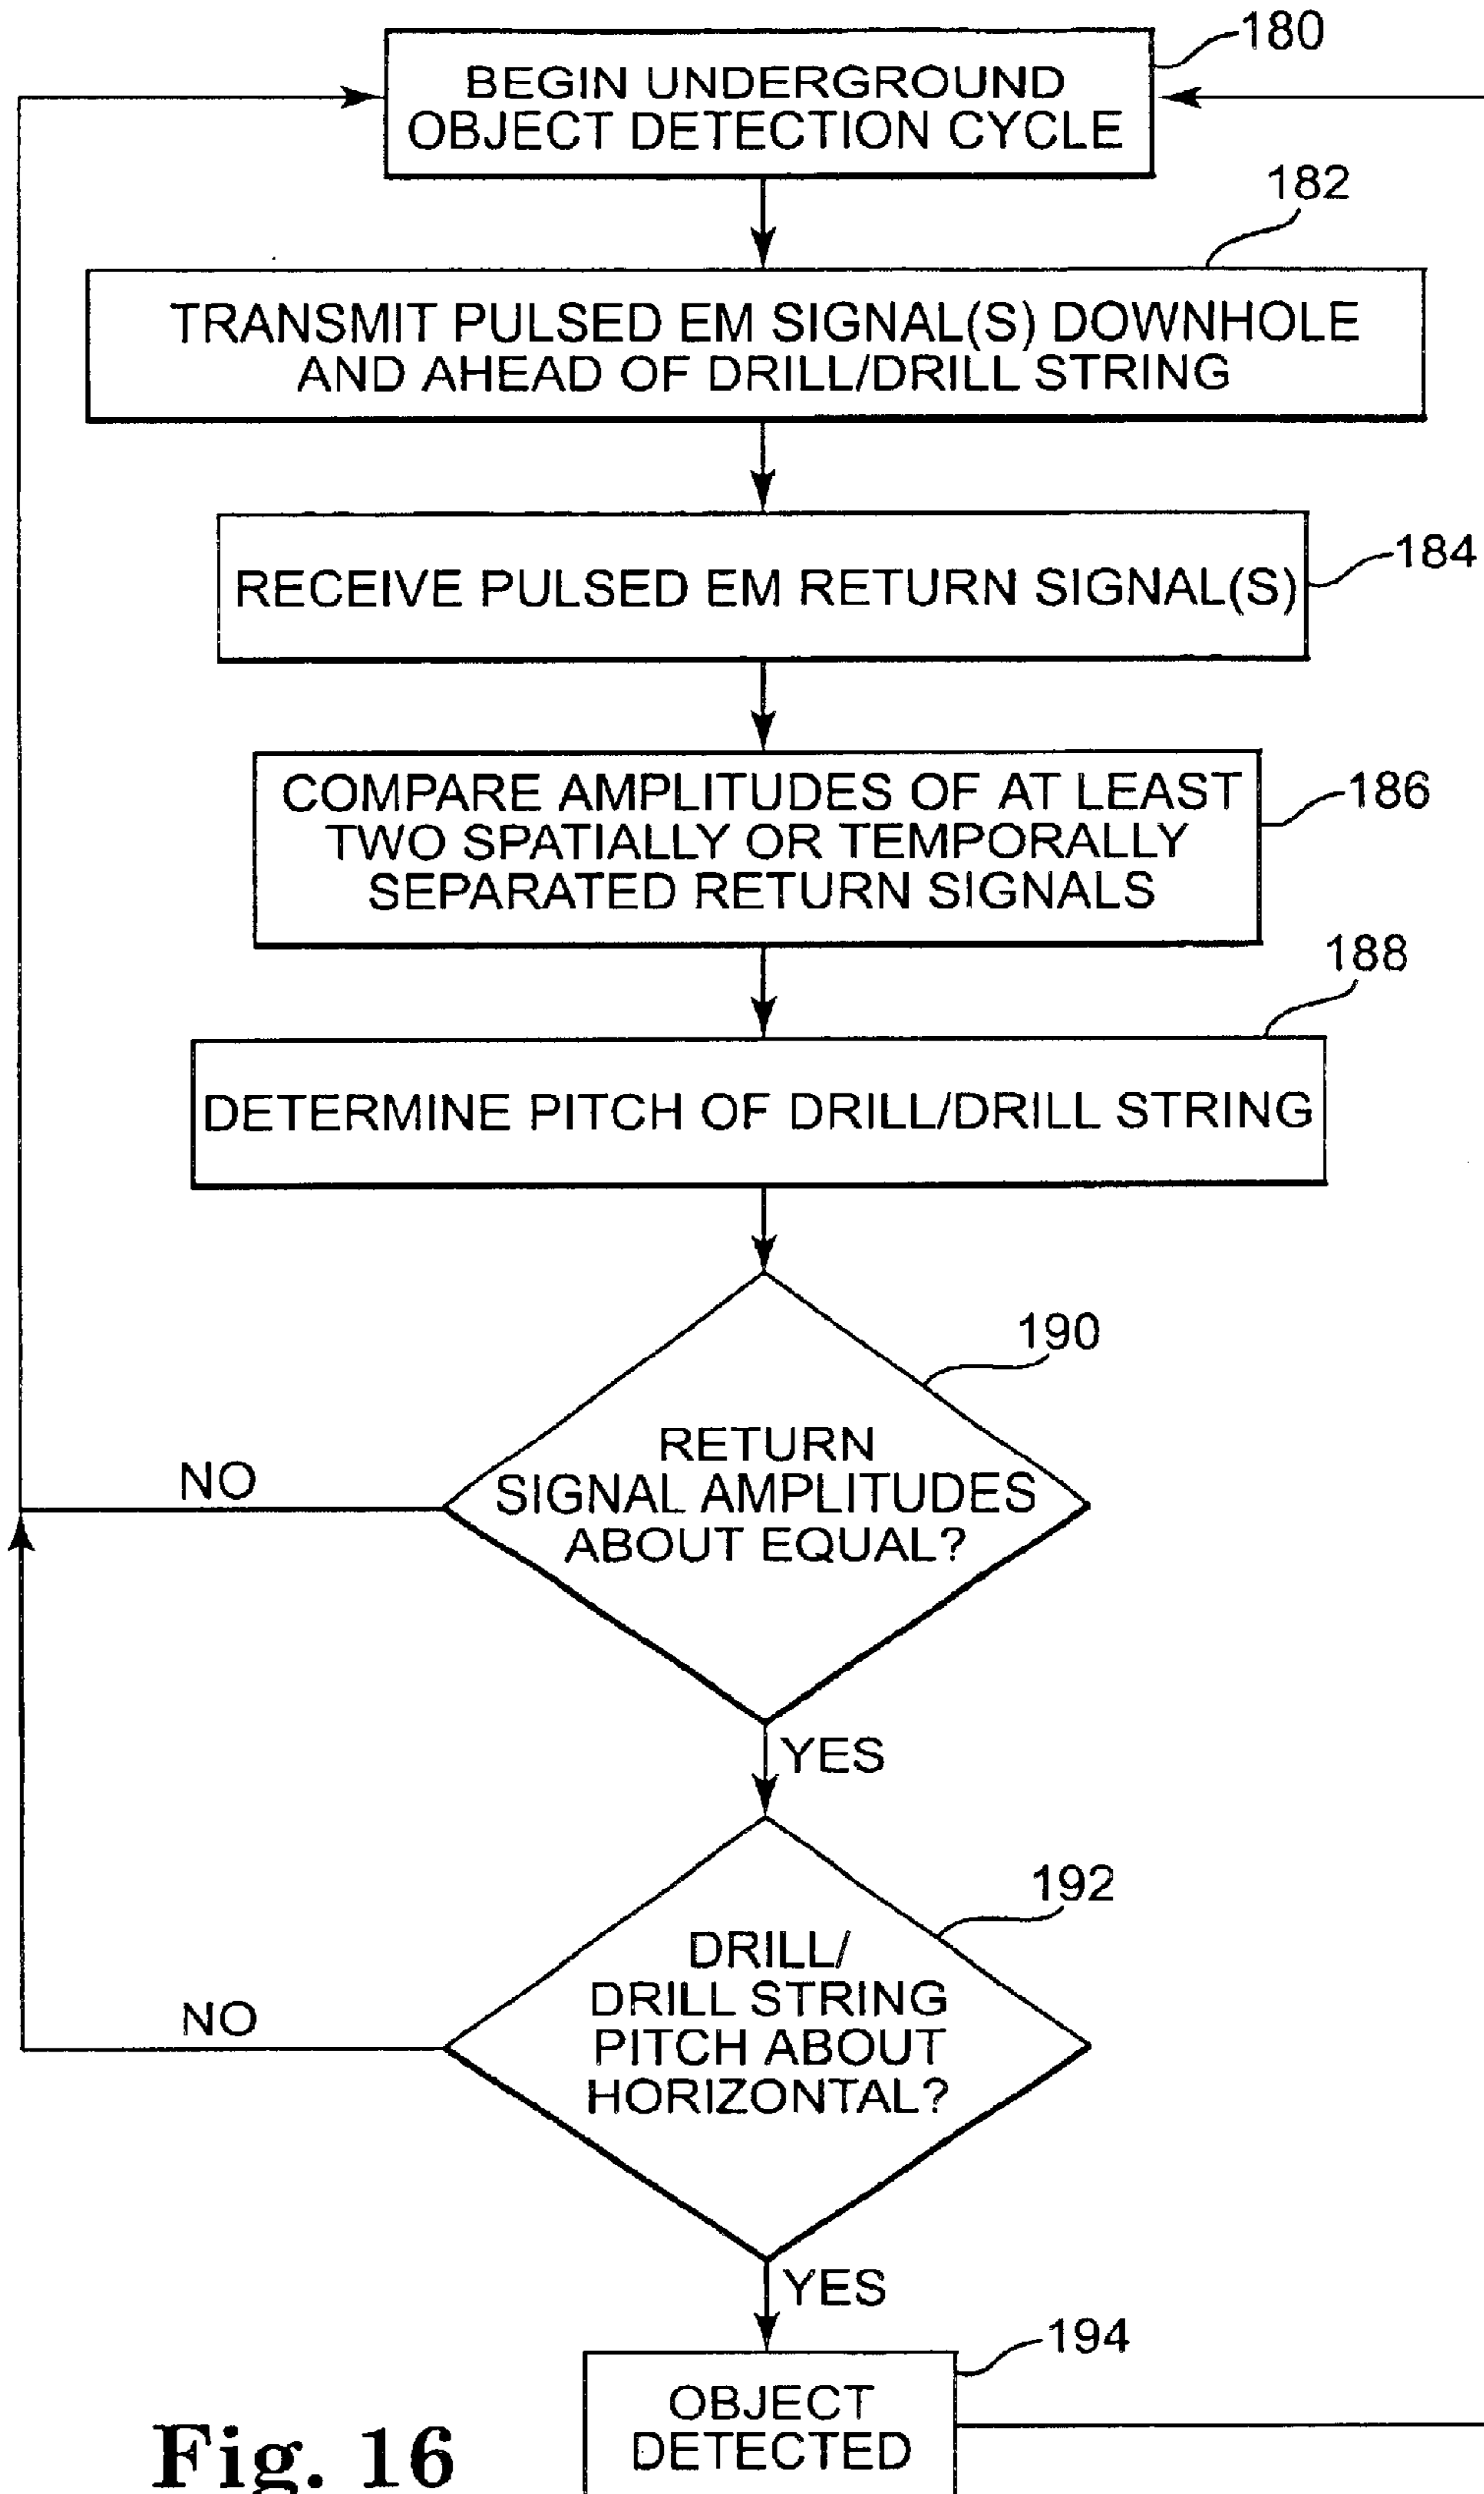 180
BEGIN UNDERGROUND
OBJECT DETECTION CYCLE
182
TRANSMIT PULSED EM SIGNAL(S) DOWNHOLE
AND AHEAD OF DRILL/DRILL STRING
184
RECEIVE PULSED EM RETURN SIGNAL(S)
COMPARE AMPLITUDES OF AT LEAST
TWO SPATIALLY OR TEMPORALLY
SEPARATED RETURN SIGNALS
186
188
DETERMINE PITCH OF DRILL/DRILL STRING
190
RETURN
SIGNAL AMPLITUDES
ABOUT EQUAL?
NO
YES
192
DRILL/
DRILL STRING
PITCH ABOUT
HORIZONTAL?
NO
YES
194
OBJECT
DETECTED
Fig. 16